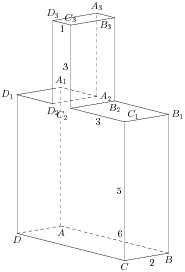 D₃ C₃ A₃
1 B₃
3
D₁ A₁ A₂
D₂ C₂ B₂ C₁ B₁
3
5
6
D A B
C 2